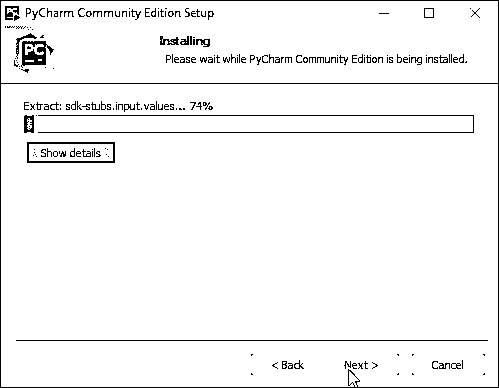 PyCharm Community Edition Setup
PC
Installing
Please wait while PyCharm Community Edition is being installed.
Extract: sdk-stubs.input.values... 74%
Show details
< Back Next > Cancel